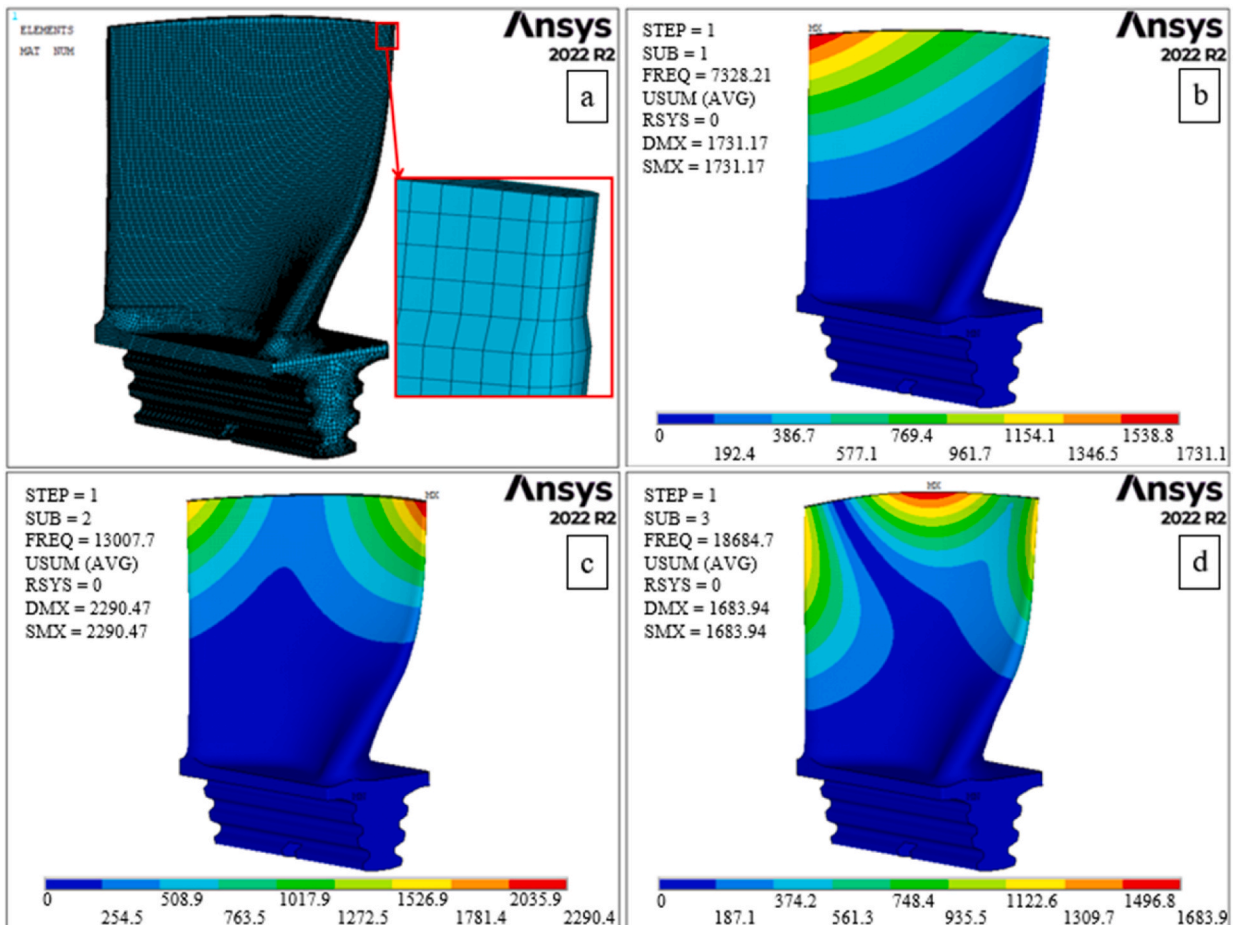 1
ELEMENTS
MAT NUM
Ansys
2022 R2
a
STEP = 1
SUB = 1
FREQ = 7328.21
USUM (AVG)
RSYS = 0
DMX = 1731.17
SMX = 1731.17
MX
Ansys
2022 R2
b
0 386.7 769.4 1154.1 1538.8
192.4 577.1 961.7 1346.5 1731.1
STEP = 1
SUB = 2
FREQ = 13007.7
USUM (AVG)
RSYS = 0
DMX = 2290.47
SMX = 2290.47
MX
Ansys
2022 R2
c
0 508.9 1017.9 1526.9 2035.9
254.5 763.5 1272.5 1781.4 2290.4
STEP = 1
SUB = 3
FREQ = 18684.7
USUM (AVG)
RSYS = 0
DMX = 1683.94
SMX = 1683.94
MX
Ansys
2022 R2
d
0 374.2 748.4 1122.6 1496.8
187.1 561.3 935.5 1309.7 1683.9